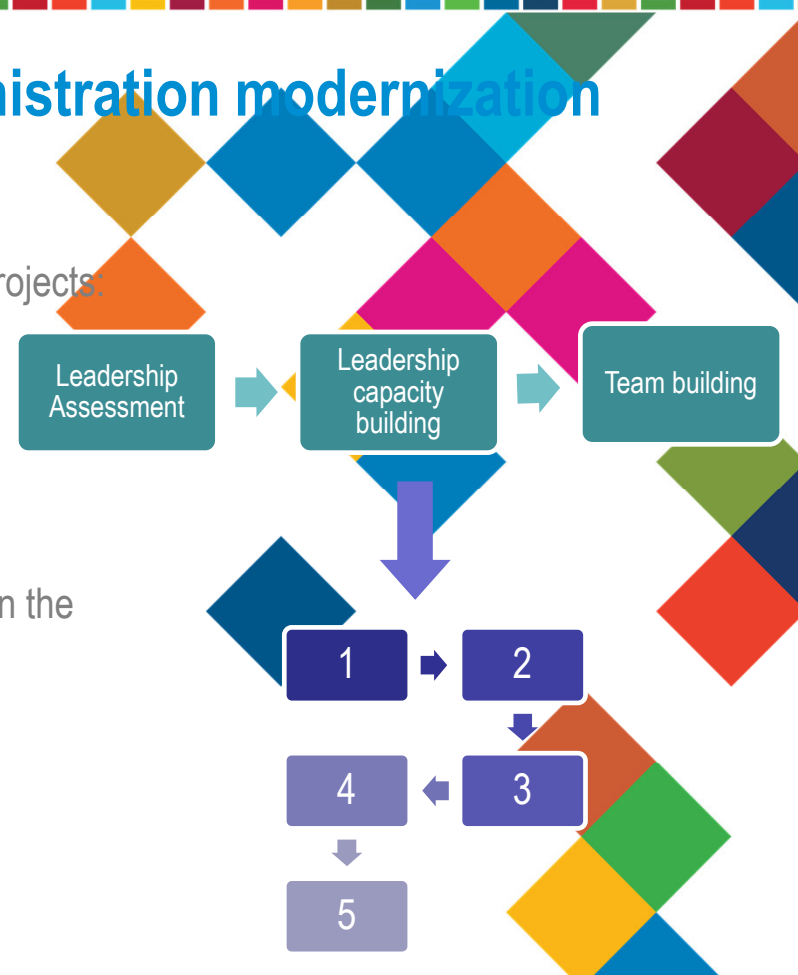 nistration modernization
rojects:
Leadership
Assessment
Leadership
capacity
building
Team building
n the
1
2
4
3
5